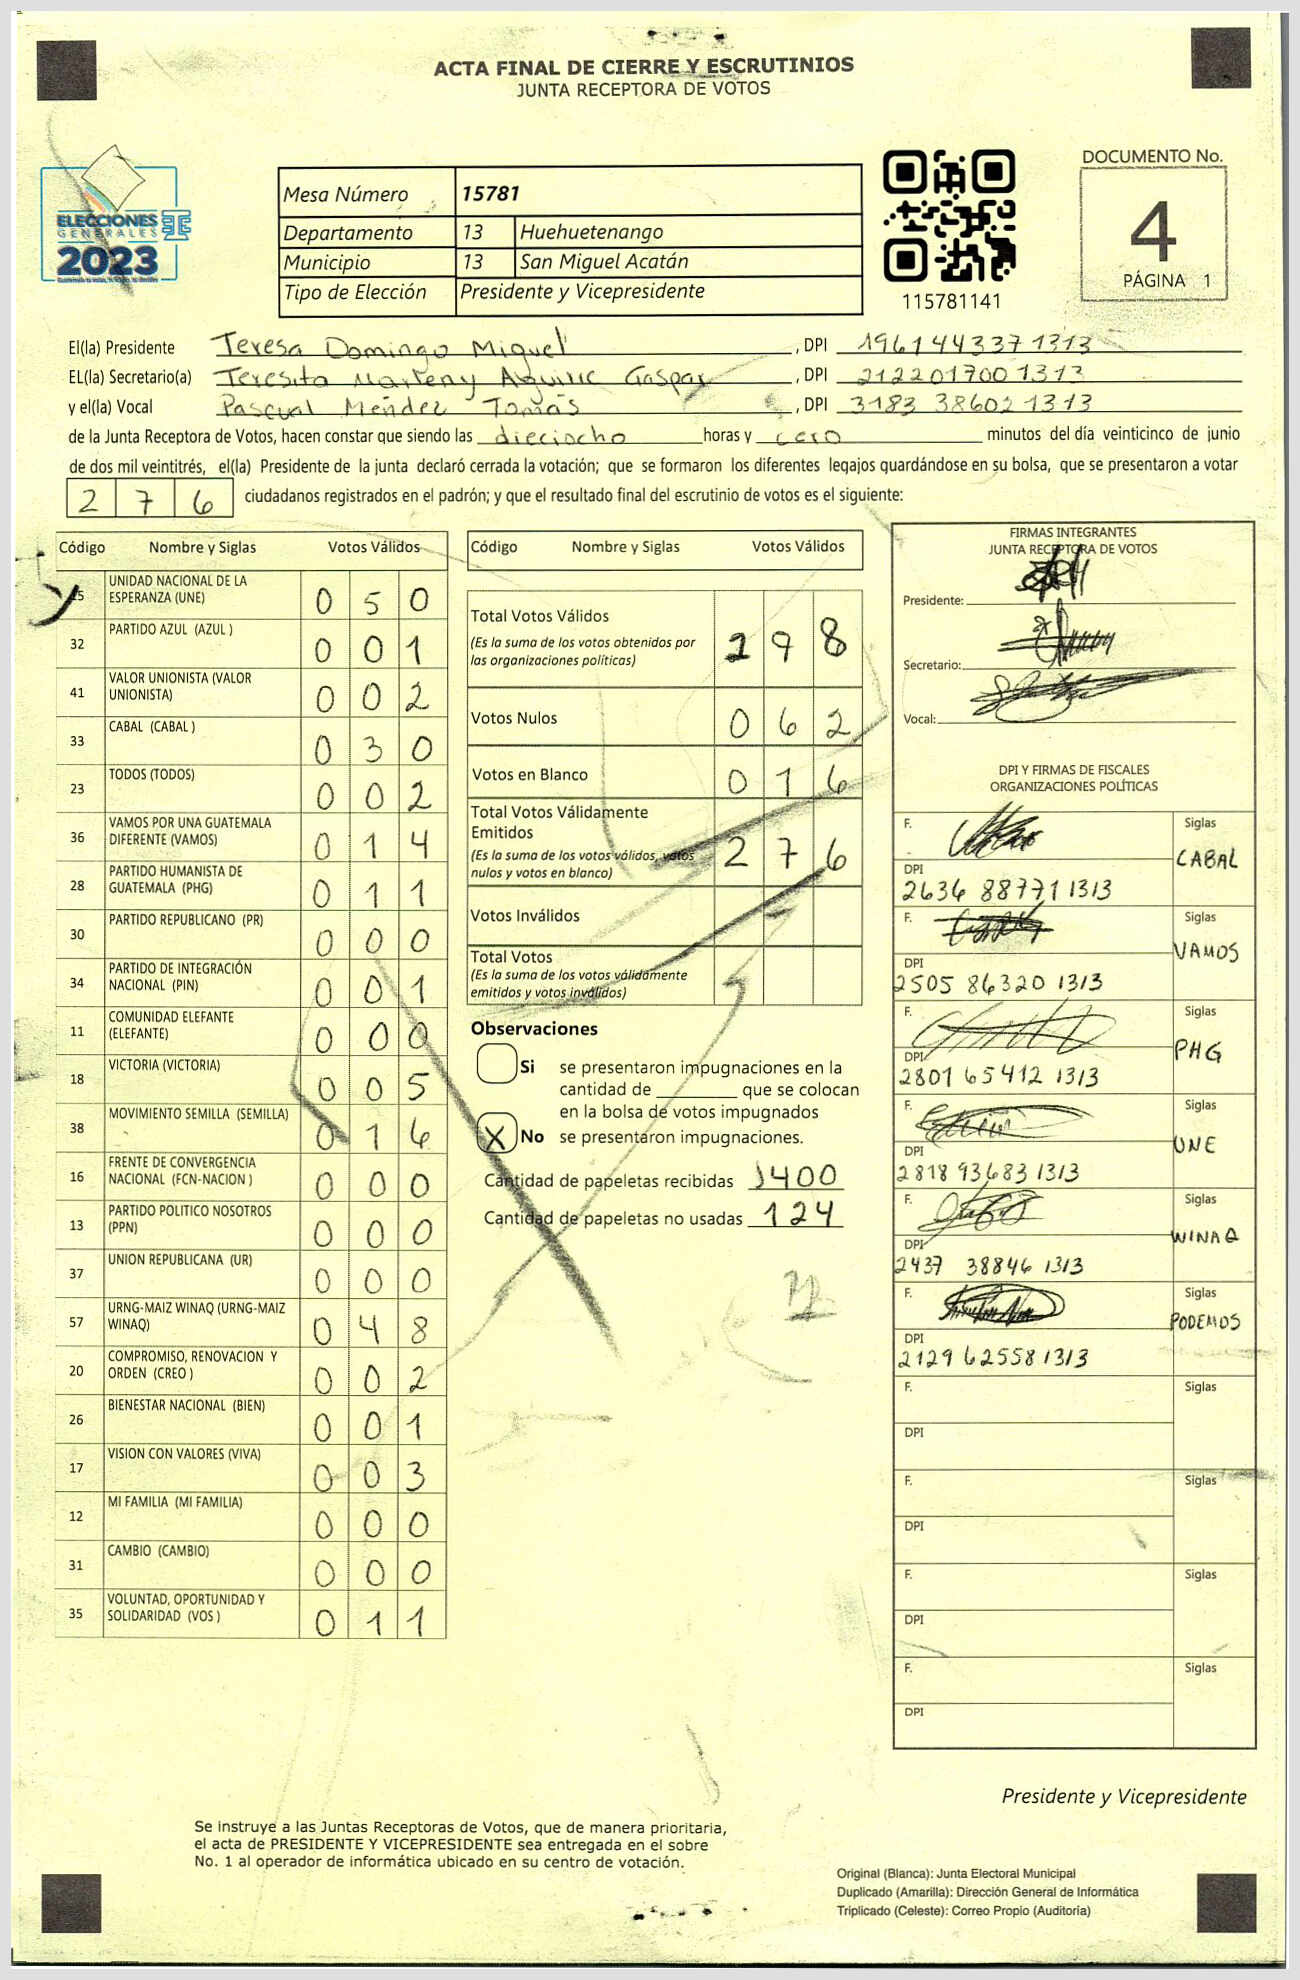 ACTA FINAL DE CIERRE Y ESCRUTINIOS
JUNTA RECEPTORA DE VOTOS
ELECCIONES
GENERALES
2023
Mesa Número 15781
Departamento 13 Huehuetenango
Municipio 13 San Miguel Acatán
Tipo de Elección Presidente y Vicepresidente
115781141
DOCUMENTO No.
4
PÁGINA 1
El(la) Presidente Teresa Domingo Miguel , DPI 196144337 1313
EL(la) Secretario(a) Teresita Gaspar , DPI 212201700 1313
y el(la) Vocal Pascual Méndez Tomás , DPI 3183 38602 1313
de la Junta Receptora de Votos, hacen constar que siendo las dieciocho horas y cero minutos del día veinticinco de junio
de dos mil veintitrés, el(la) Presidente de la junta declaró cerrada la votación; que se formaron los diferentes legajos guardándose en su bolsa, que se presentaron a votar
2 7 6 ciudadanos registrados en el padrón; y que el resultado final del escrutinio de votos es el siguiente:
Código Nombre y Siglas Votos Válidos
UNIDAD NACIONAL DE LA
ESPERANZA (UNE) 0 5 0
32 PARTIDO AZUL (AZUL ) 0 0 1
41 VALOR UNIONISTA (VALOR
UNIONISTA) 0 0 2
33 CABAL (CABAL ) 0 3 0
23 TODOS (TODOS) 0 0 2
36 VAMOS POR UNA GUATEMALA
DIFERENTE (VAMOS) 0 1 4
28 PARTIDO HUMANISTA DE
GUATEMALA (PHG) 0 1 1
30 PARTIDO REPUBLICANO (PR) 0 0 0
34 PARTIDO DE INTEGRACIÓN
NACIONAL (PIN) 0 0 1
11 COMUNIDAD ELEFANTE
(ELEFANTE) 0 0 0
18 VICTORIA (VICTORIA) 0 0 5
38 MOVIMIENTO SEMILLA (SEMILLA) 0 1 6
16 FRENTE DE CONVERGENCIA
NACIONAL (FCN-NACION ) 0 0 0
13 PARTIDO POLITICO NOSOTROS
(PPN) 0 0 0
37 UNION REPUBLICANA (UR) 0 0 0
57 URNG-MAIZ WINAQ (URNG-MAIZ
WINAQ) 0 4 8
20 COMPROMISO, RENOVACION Y
ORDEN (CREO ) 0 0 2
26 BIENESTAR NACIONAL (BIEN) 0 0 1
17 VISION CON VALORES (VIVA) 0 0 3
12 MI FAMILIA (MI FAMILIA) 0 0 0
31 CAMBIO (CAMBIO) 0 0 0
35 VOLUNTAD, OPORTUNIDAD Y
SOLIDARIDAD (VOS ) 0 1 1
Código Nombre y Siglas Votos Válidos
Total Votos Válidos
(Es la suma de los votos obtenidos por
las organizaciones políticas) 9 8
Votos Nulos 0 6 2
Votos en Blanco 0 1 6
Total Votos Válidamente
Emitidos
(Es la suma de los votos válidos, votos
nulos y votos en blanco) 2 7 6
Votos Inválidos
Total Votos
(Es la suma de los votos válidamente
emitidos y votos inválidos)
Observaciones
Si se presentaron impugnaciones en la
cantidad de ________ que se colocan
en la bolsa de votos impugnados
X No se presentaron impugnaciones.
Cantidad de papeletas recibidas 400
Cantidad de papeletas no usadas 124
FIRMAS INTEGRANTES
JUNTA RECEPTORA DE VOTOS
Presidente:
Secretario:
Vocal:
DPI Y FIRMAS DE FISCALES
ORGANIZACIONES POLÍTICAS
F. Siglas
CABAL
DPI
2636 88771 1313
F. Siglas
VAMOS
DPI
2505 86320 1313
F. Siglas
PHG
DPI
2801 65412 1313
F. Siglas
UNE
DPI
2818 93683 1313
F. Siglas
WINAQ
DPI
2437 38846 1313
F. Siglas
PODEMOS
DPI
2129 62558 1313
F. Siglas
DPI
F. Siglas
DPI
F. Siglas
DPI
F. Siglas
DPI
Presidente y Vicepresidente
Se instruye a las Juntas Receptoras de Votos, que de manera prioritaria,
el acta de PRESIDENTE Y VICEPRESIDENTE sea entregada en el sobre
No. 1 al operador de informática ubicado en su centro de votación.
Original (Blanca): Junta Electoral Municipal
Duplicado (Amarilla): Dirección General de Informática
Triplicado (Celeste): Correo Propio (Auditoría)